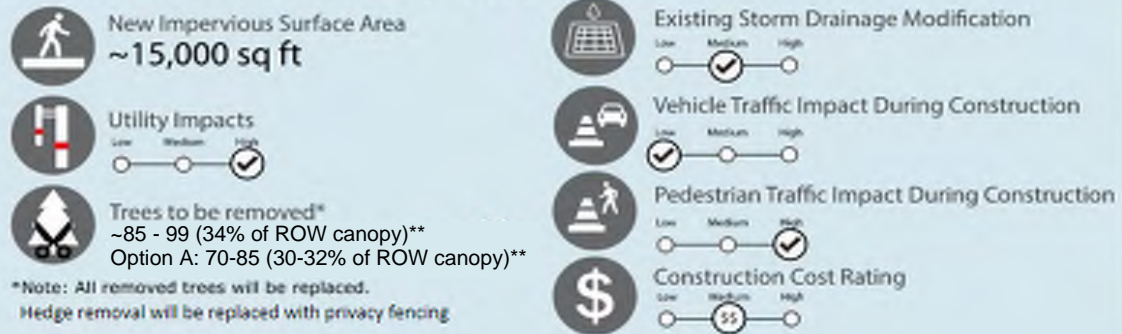 New Impervious Surface Area
~15,000 sq ft
Utility Impacts
Low Medium High
Trees to be removed*
~85 - 99 (34% of ROW canopy)**
Option A: 70-85 (30-32% of ROW canopy)**
*Note: All removed trees will be replaced.
Hedge removal will be replaced with privacy fencing
Existing Storm Drainage Modification
Low Medium High
Vehicle Traffic Impact During Construction
Low Medium High
Pedestrian Traffic Impact During Construction
Low Medium High
$
Construction Cost Rating
Low Medium High
$$